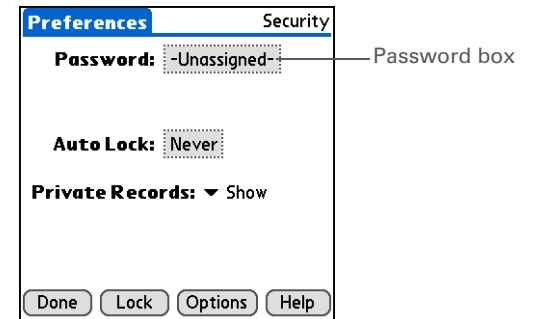 Preferences Security
Password: -Unassigned- Password box
Auto Lock: Never
Private Records: Show
Done Lock Options Help